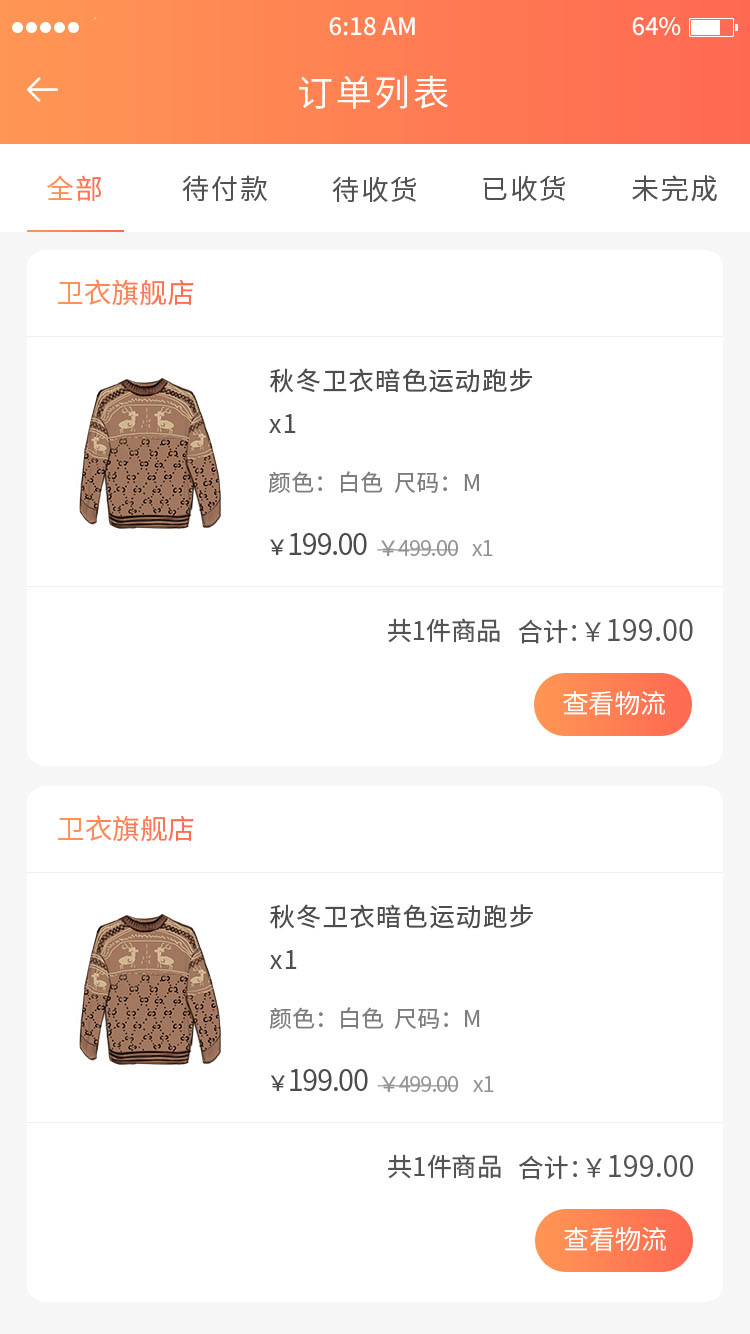 6:18 AM 64%
订单列表
全部 待付款 待收货 已收货 未完成
卫衣旗舰店
秋冬卫衣暗色运动跑步
x1
颜色：白色 尺码：M
￥199.00 ￥499.00 x1
共1件商品 合计：￥199.00
查看物流
卫衣旗舰店
秋冬卫衣暗色运动跑步
x1
颜色：白色 尺码：M
￥199.00 ￥499.00 x1
共1件商品 合计：￥199.00
查看物流